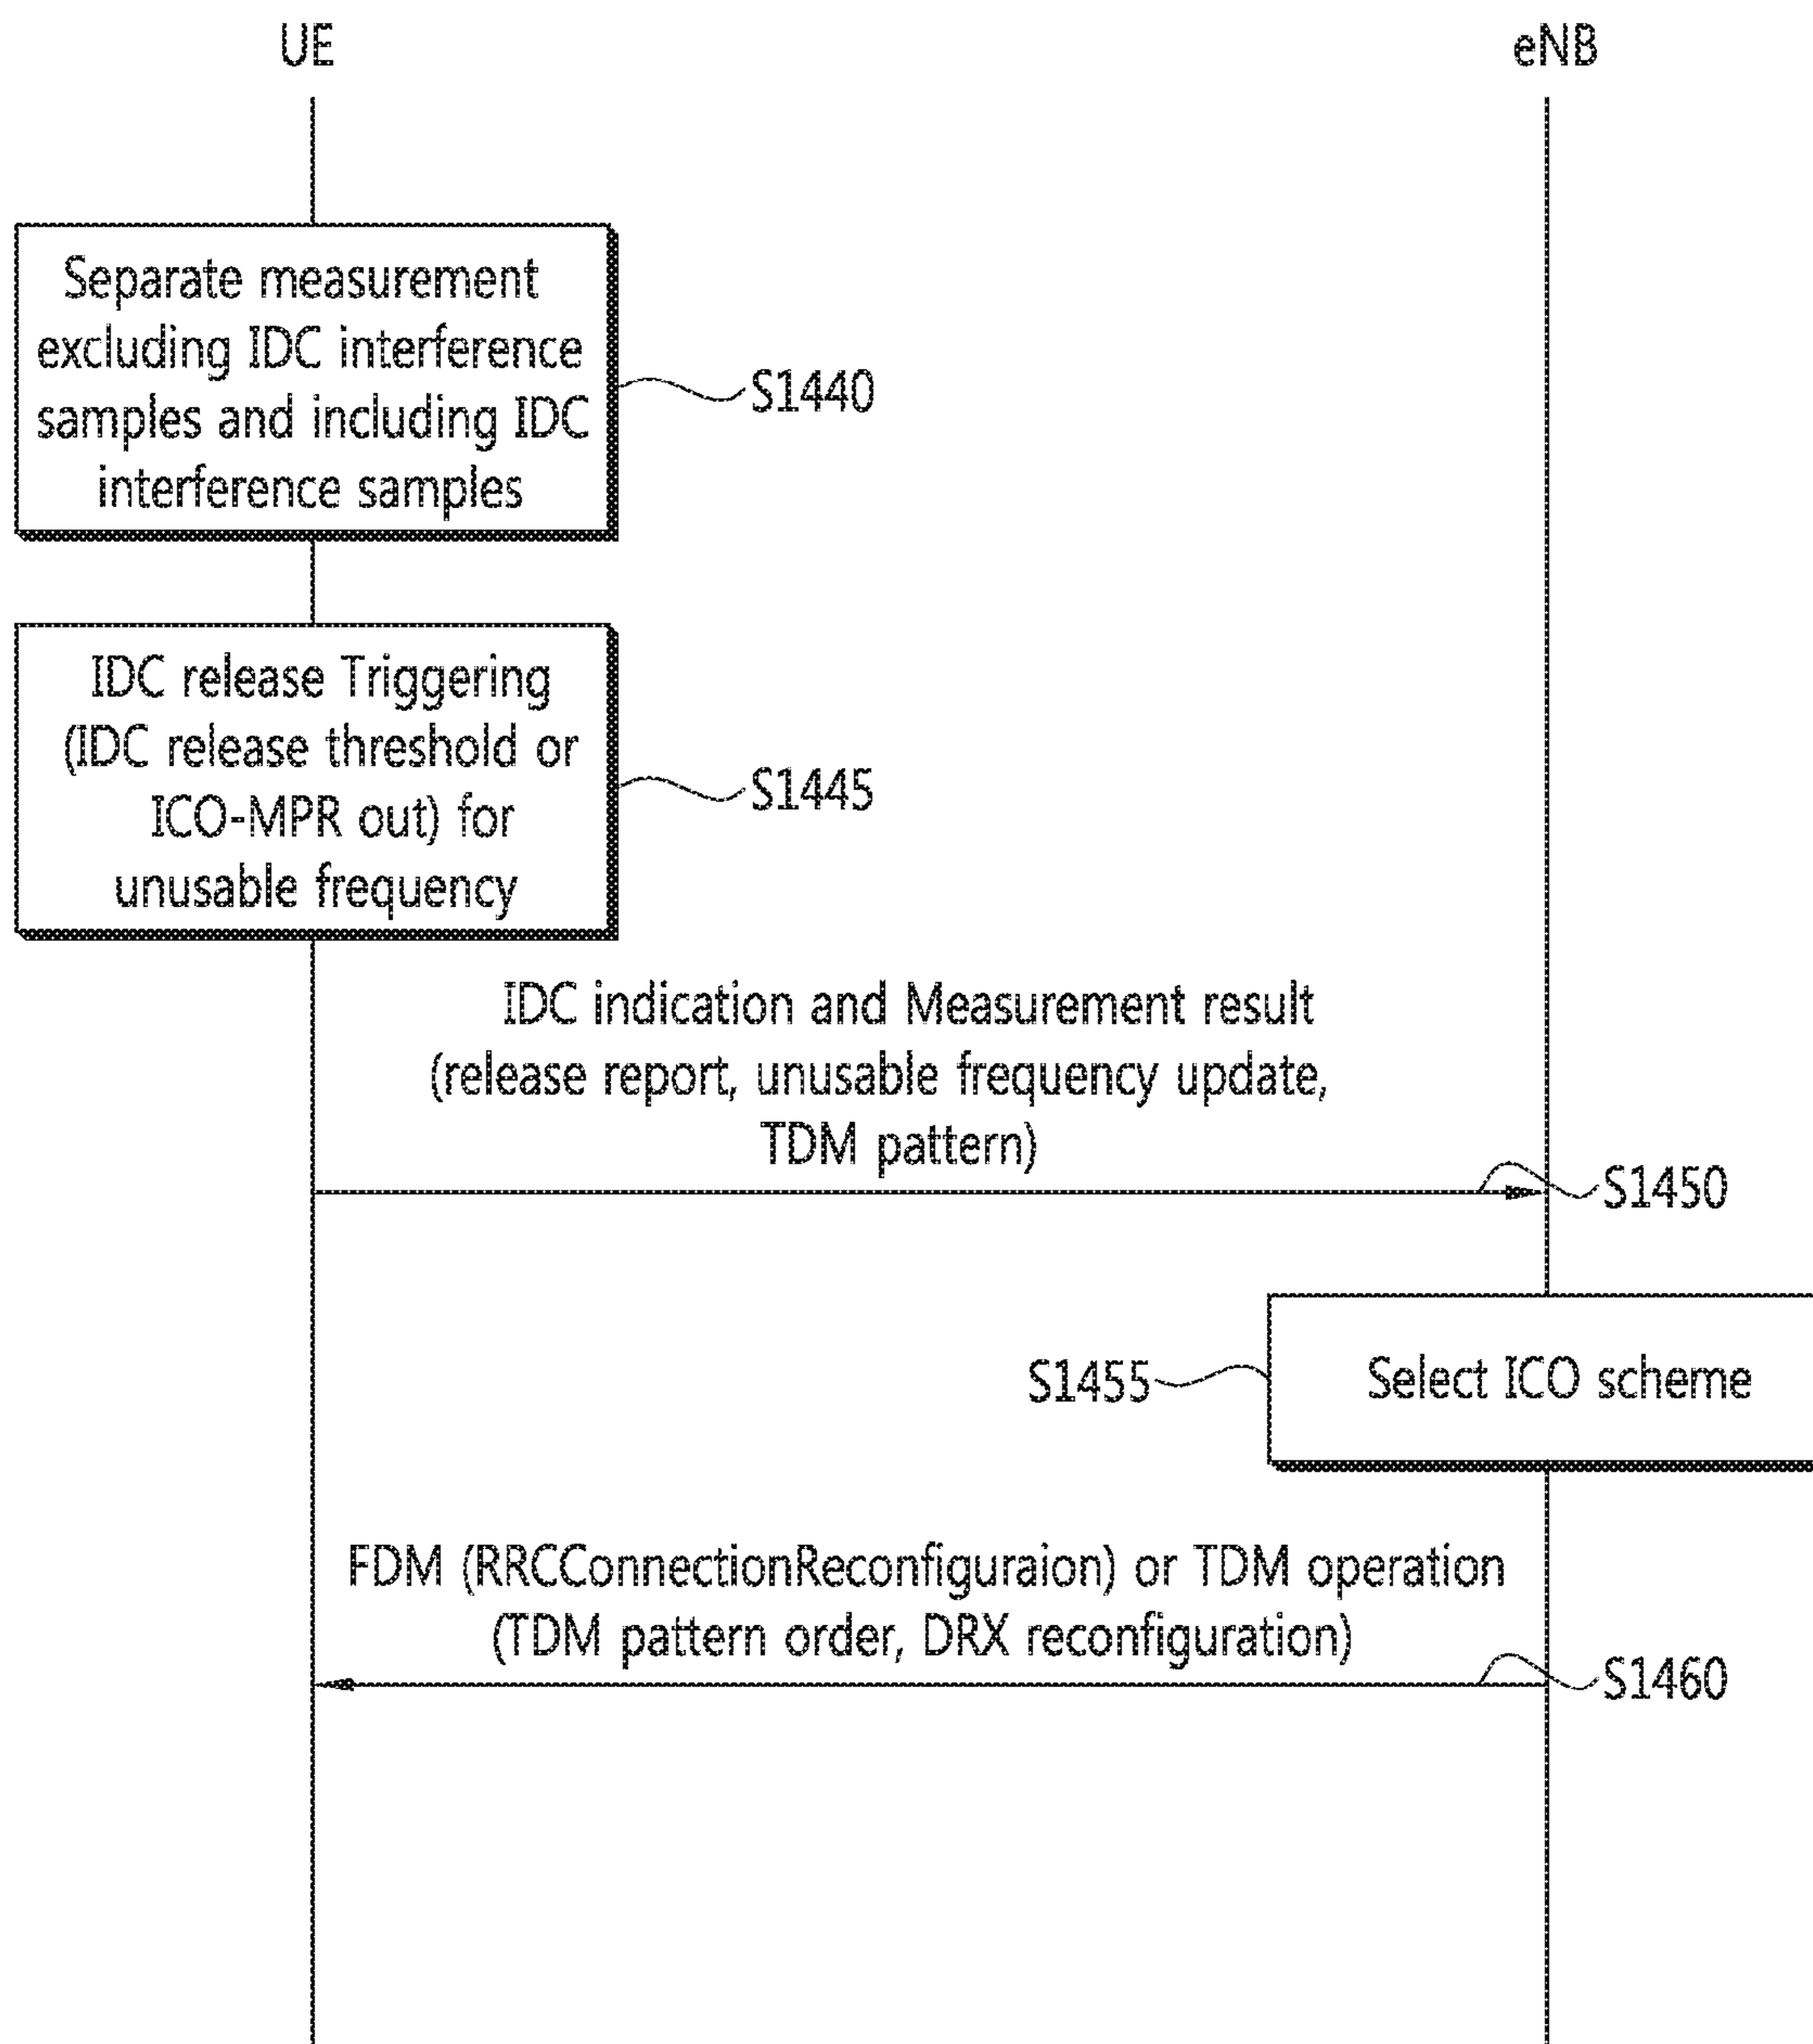 UE
eNB
Separate measurement
excluding IDC interference
samples and including IDC
interference samples
S1440
IDC release Triggering
(IDC release threshold or
ICO-MPR out) for
unusable frequency
S1445
IDC indication and Measurement result
(release report, unusable frequency update,
TDM pattern)
S1450
S1455
Select ICO scheme
FDM (RRCConnectionReconfiguraion) or TDM operation
(TDM pattern order, DRX reconfiguration)
S1460